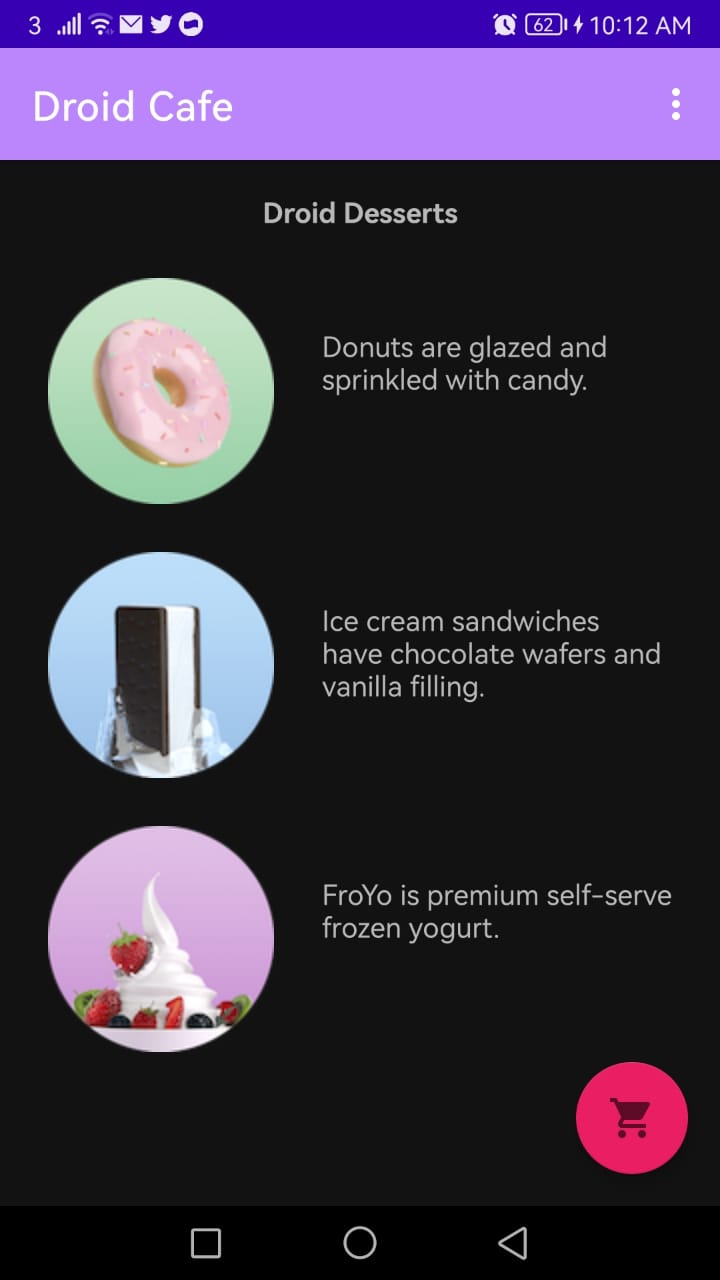 3 62 10:12 AM
Droid Cafe
Droid Desserts
Donuts are glazed and
sprinkled with candy.
Ice cream sandwiches
have chocolate wafers and
vanilla filling.
FroYo is premium self-serve
frozen yogurt.